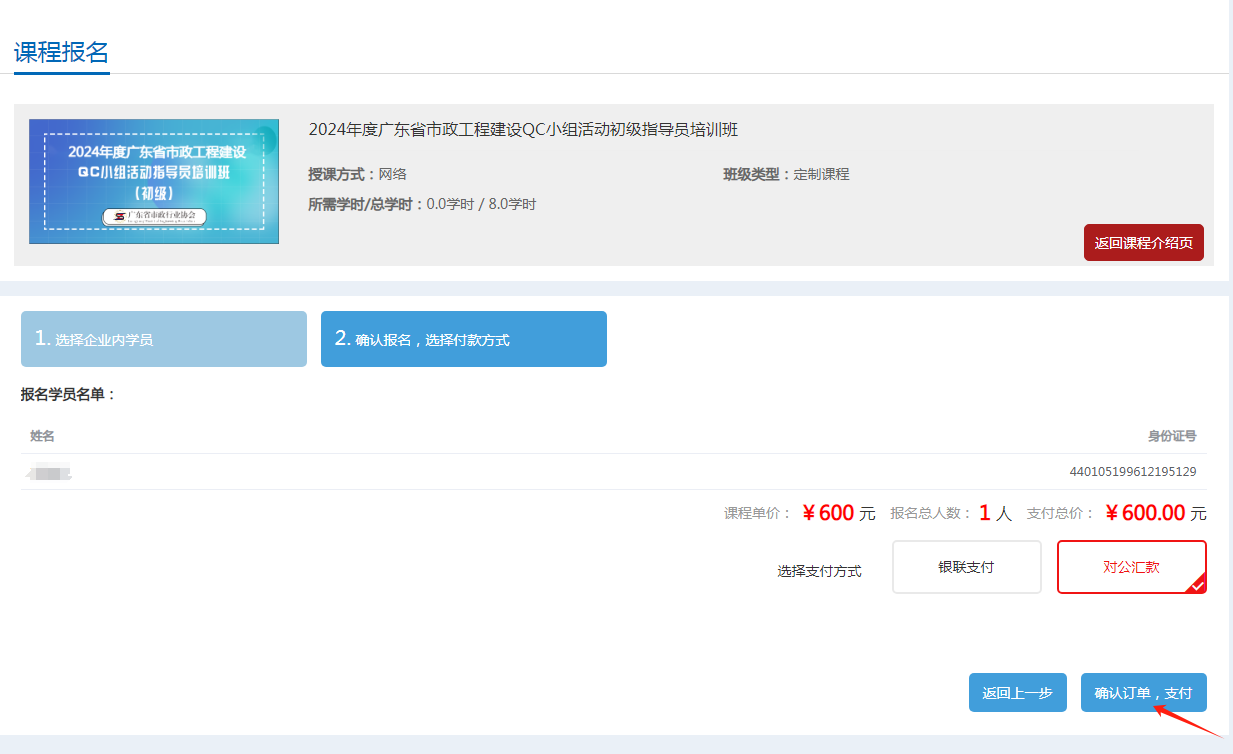 课程报名
2024年度广东省市政工程建设
QC小组活动指导员培训班
（初级）
广东省市政行业协会
2024年度广东省市政工程建设QC小组活动初级指导员培训班
授课方式：网络
班级类型：定制课程
所需学时/总学时：0.0学时 / 8.0学时
返回课程介绍页
1. 选择企业内学员
2. 确认报名，选择付款方式
报名学员名单：
姓名 身份证号
440105199612195129
课程单价： ￥600 元 报名总人数： 1 人 支付总价： ￥600.00 元
选择支付方式 银联支付 对公汇款
返回上一步 确认订单，支付